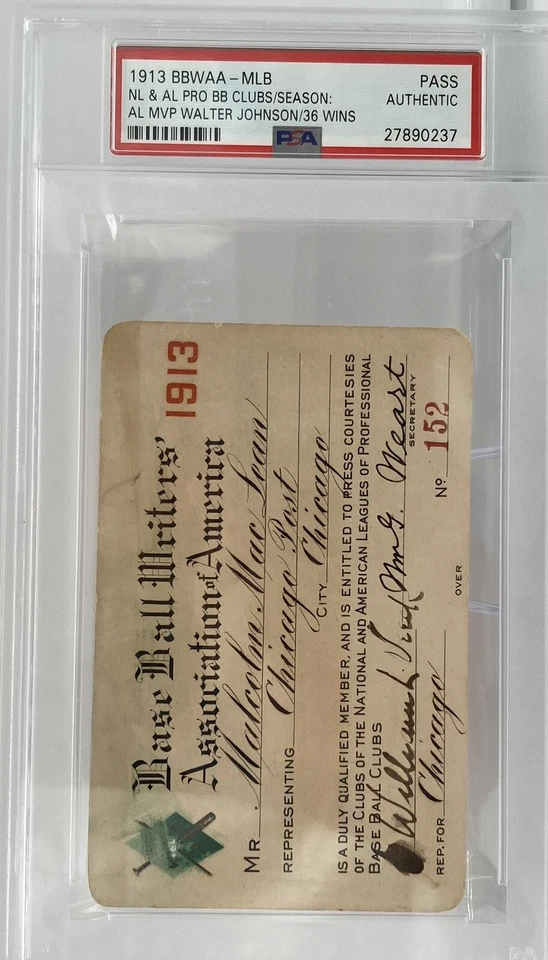 1913 BBWAA – MLB PASS
NL & AL PRO BB CLUBS/SEASON: AUTHENTIC
AL MVP WALTER JOHNSON/36 WINS
PSA 27890237
Base Ball Writers' 1913
Association of America
MR Malcolm MacLean
REPRESENTING Chicago Post
CITY Chicago
IS A DULY QUALIFIED MEMBER, AND IS ENTITLED TO PRESS COURTESIES
OF THE CLUBS OF THE NATIONAL AND AMERICAN LEAGUES OF PROFESSIONAL
BASE BALL CLUBS
William Wm G. Weart
SECRETARY
REP. FOR Chicago Nº 152
OVER